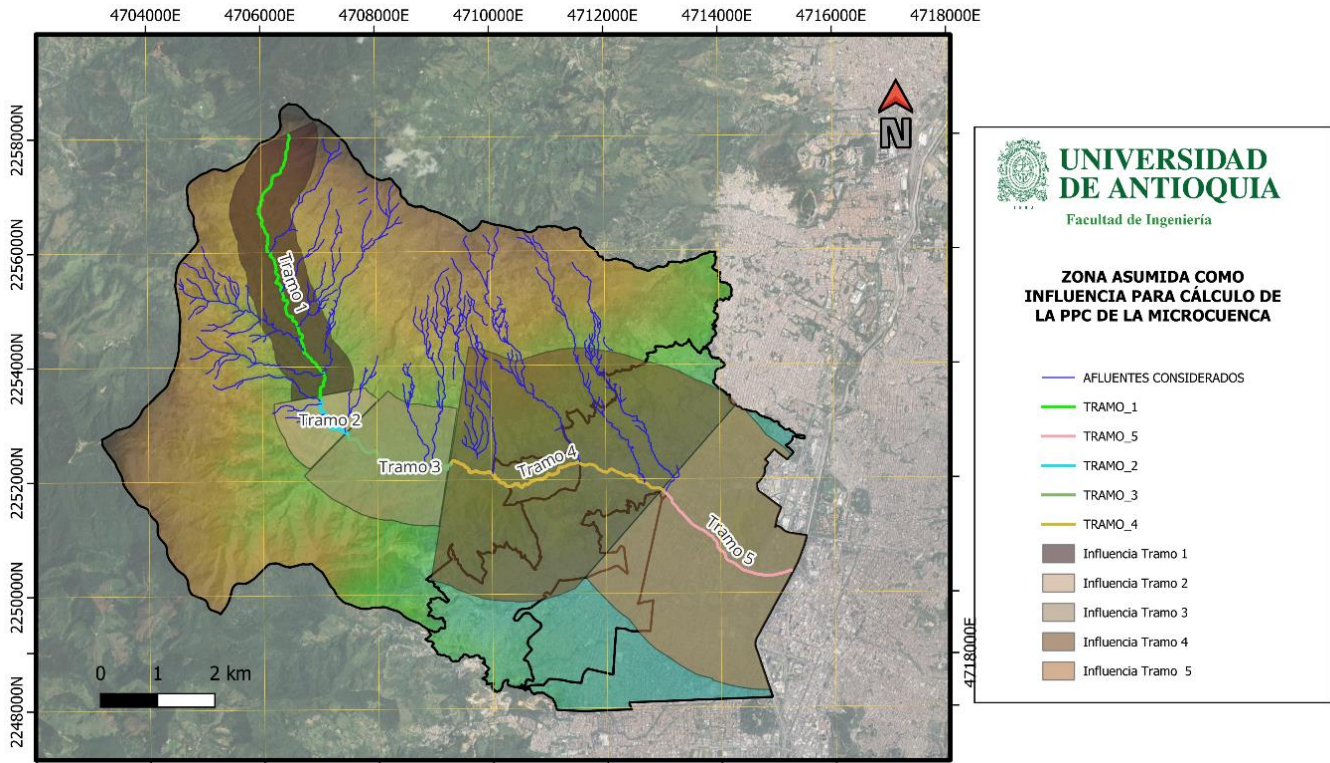 4704000E
4706000E
4708000E
4710000E
4712000E
4714000E
4716000E
4718000E
2258000N
2256000N
2254000N
2252000N
2250000N
2248000N
N
Tramo 1
Tramo 2
Tramo 3
Tramo 4
Tramo 5
0 1 2 km
4718000E
UNIVERSIDAD
DE ANTIOQUIA
1803
Facultad de Ingeniería
ZONA ASUMIDA COMO
INFLUENCIA PARA CÁLCULO DE
LA PPC DE LA MICROCUENCA
AFLUENTES CONSIDERADOS
TRAMO_1
TRAMO_5
TRAMO_2
TRAMO_3
TRAMO_4
Influencia Tramo 1
Influencia Tramo 2
Influencia Tramo 3
Influencia Tramo 4
Influencia Tramo 5